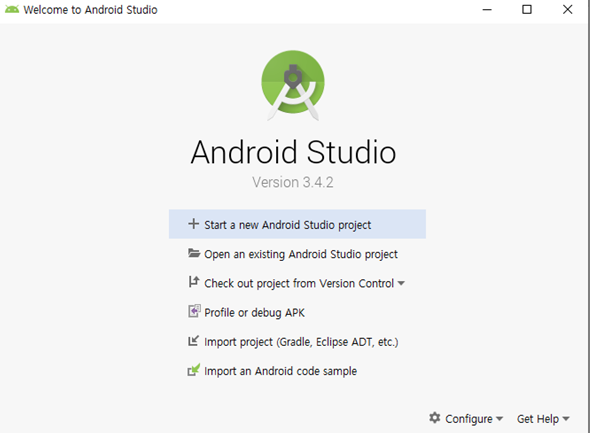 Welcome to Android Studio
Android Studio
Version 3.4.2
Start a new Android Studio project
Open an existing Android Studio project
Check out project from Version Control
Profile or debug APK
Import project (Gradle, Eclipse ADT, etc.)
Import an Android code sample
Configure Get Help